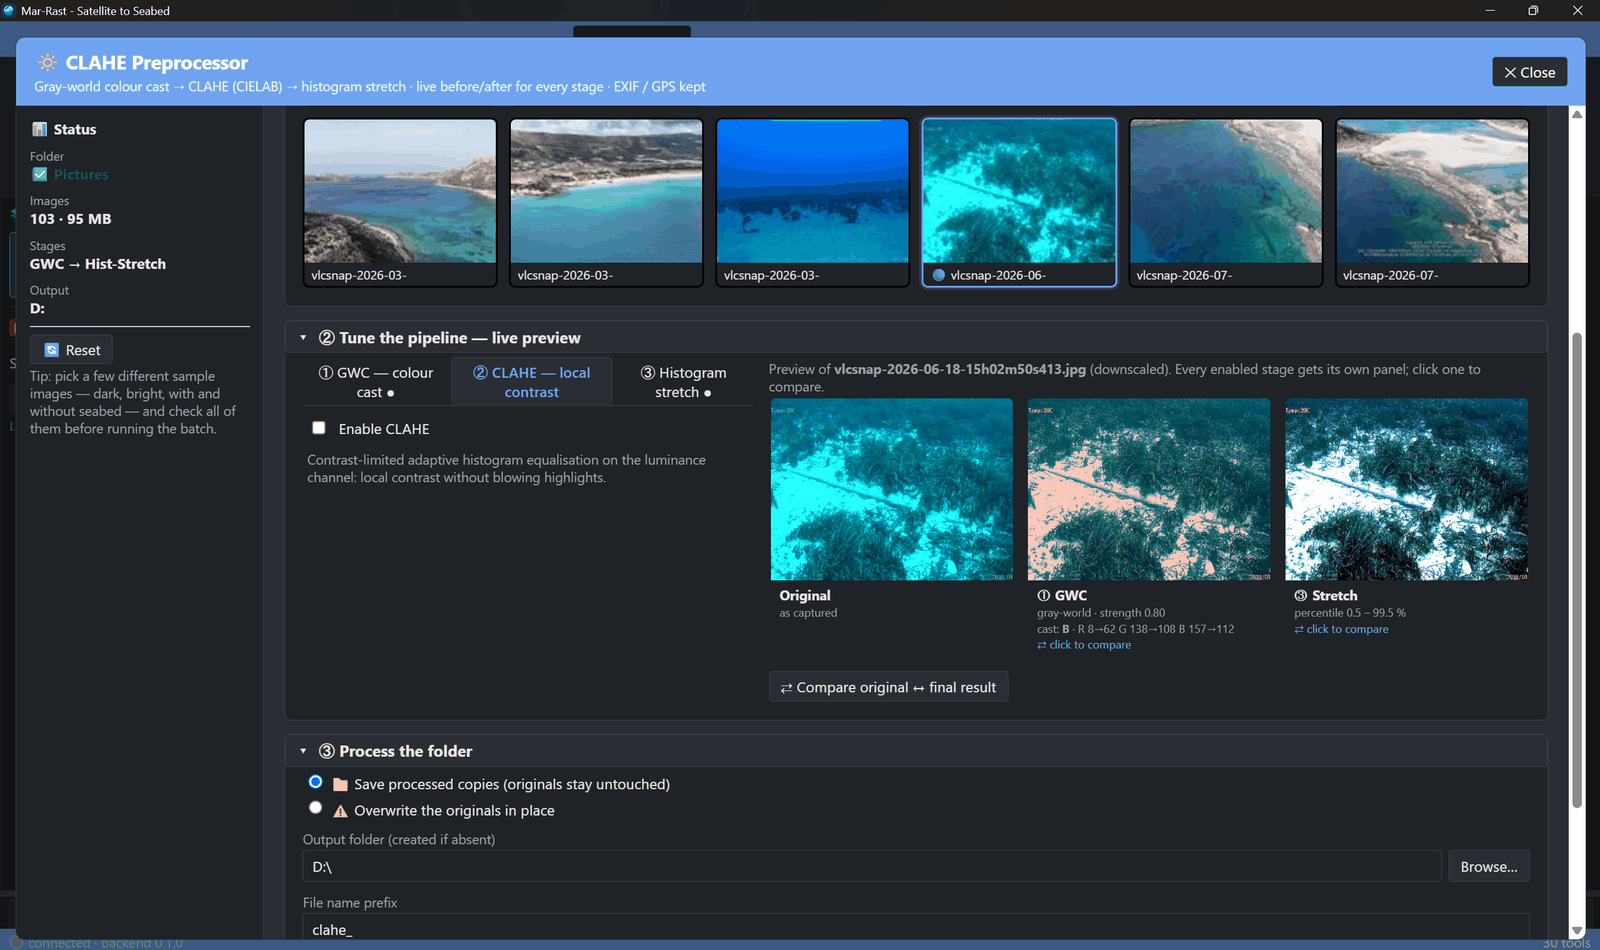 Mar-Rast - Satellite to Seabed
CLAHE Preprocessor
Gray-world colour cast → CLAHE (CIELAB) → histogram stretch · live before/after for every stage · EXIF / GPS kept
Close
Status
Folder
Pictures
Images
103 · 95 MB
Stages
GWC → Hist-Stretch
Output
D:
Reset
Tip: pick a few different sample
images — dark, bright, with and
without seabed — and check all of
them before running the batch.
vlcsnap-2026-03-
vlcsnap-2026-03-
vlcsnap-2026-03-
vlcsnap-2026-06-
vlcsnap-2026-07-
vlcsnap-2026-07-
② Tune the pipeline — live preview
① GWC — colour
cast ●
② CLAHE — local
contrast
③ Histogram
stretch ●
Enable CLAHE
Contrast-limited adaptive histogram equalisation on the luminance
channel: local contrast without blowing highlights.
Preview of vlcsnap-2026-06-18-15h02m50s413.jpg (downscaled). Every enabled stage gets its own panel; click one to
compare.
Original
as captured
① GWC
gray-world · strength 0.80
cast: B · R 8→62 G 138→108 B 157→112
⇄ click to compare
③ Stretch
percentile 0.5 – 99.5 %
⇄ click to compare
⇄ Compare original ↔ final result
③ Process the folder
Save processed copies (originals stay untouched)
Overwrite the originals in place
Output folder (created if absent)
D:\
Browse...
File name prefix
clahe_
connected · backend 0.1.0
30 tools